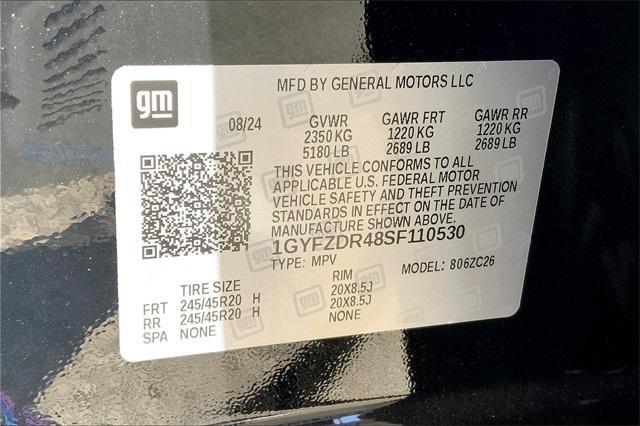 gm
MFD BY GENERAL MOTORS LLC
08/24 GVWR GAWR FRT GAWR RR
2350 KG 1220 KG 1220 KG
5180 LB 2689 LB 2689 LB
THIS VEHICLE CONFORMS TO ALL
APPLICABLE U.S. FEDERAL MOTOR
VEHICLE SAFETY AND THEFT PREVENTION
STANDARDS IN EFFECT ON THE DATE OF
MANUFACTURE SHOWN ABOVE.
1GYFZDR48SF110530
TYPE: MPV MODEL: 806ZC26
TIRE SIZE RIM
FRT 245/45R20 H 20X8.5J
RR 245/45R20 H 20X8.5J
SPA NONE NONE